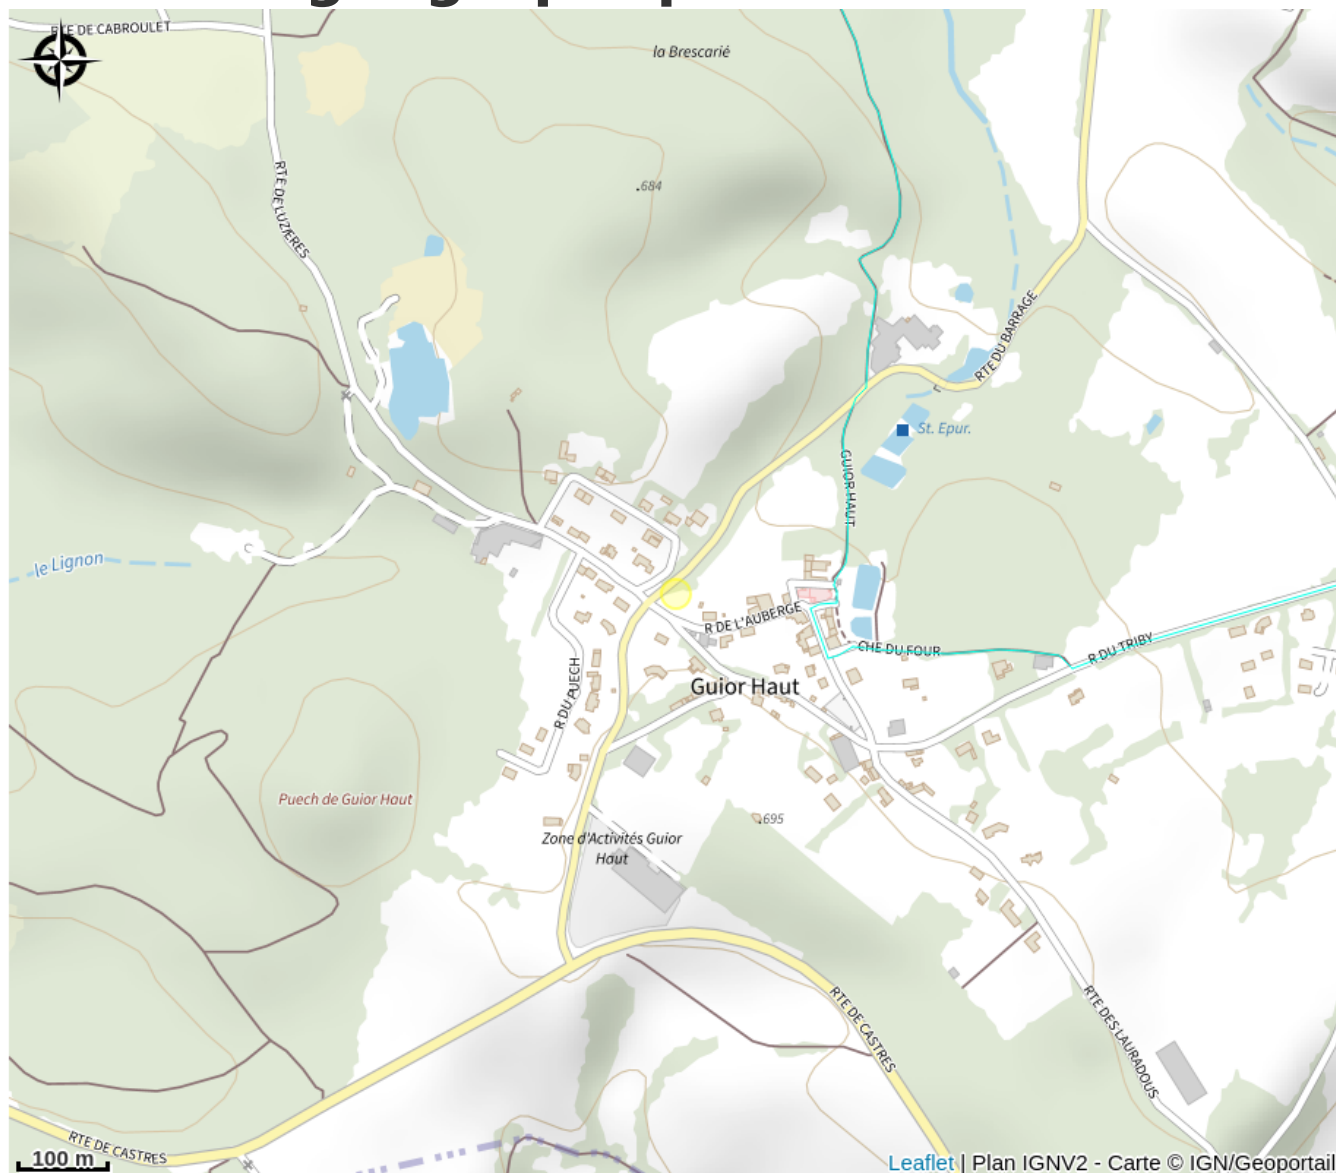 RTE DE CABROULET
la Brescarié
RTE DE LUZIERES
.684
RTE DU BARRAGE
St. Epur.
GUIOR HAUT
le Lignon
R DE L'AUBERGE
CHE DU FOUR
R DU TRIBY
R DU PUECH
Guior Haut
Puech de Guior Haut
.695
Zone d'Activités Guior
Haut
RTE DE CASTRES
RTE DES LAURADOUS
RTE DE CASTRES
100 m
Leaflet | Plan IGNV2 - Carte © IGN/Geoportail